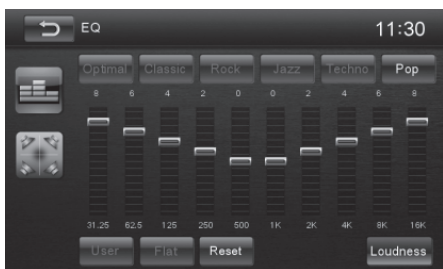 EQ 11:30
Optimal Classic Rock Jazz Techno Pop
8 6 4 2 0 0 2 4 6 8
31.25 62.5 125 250 500 1K 2K 4K 8K 16K
User Flat Reset Loudness